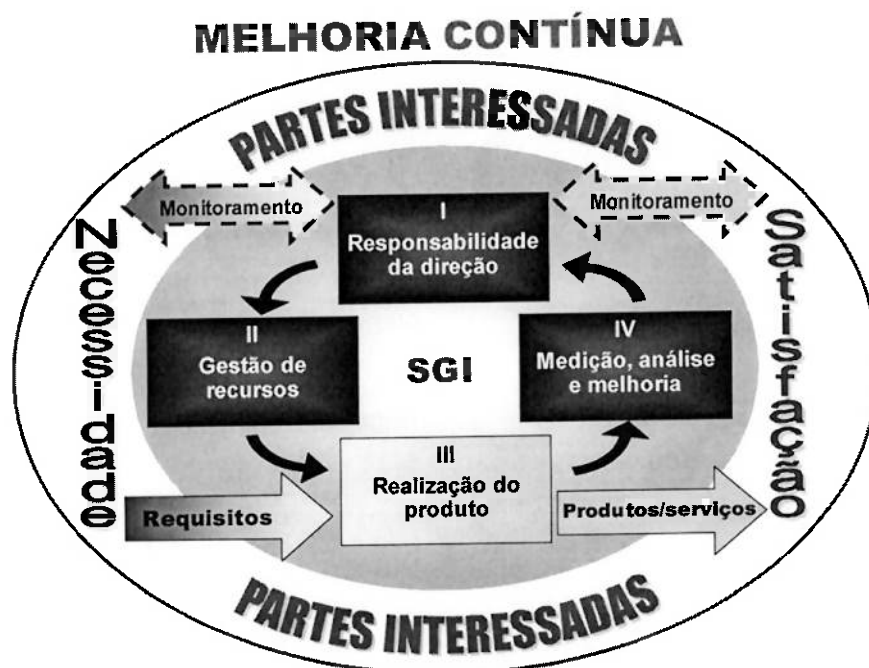 MELHORIA CONTÍNUA
PARTES INTERESSADAS
Monitoramento
Monitoramento
Necessidade
Satisfação
I
Responsabilidade
da direção
II
Gestão de
recursos
SGI
IV
Medição, análise
e melhoria
III
Realização do
produto
Requisitos
Produtos/serviços
PARTES INTERESSADAS